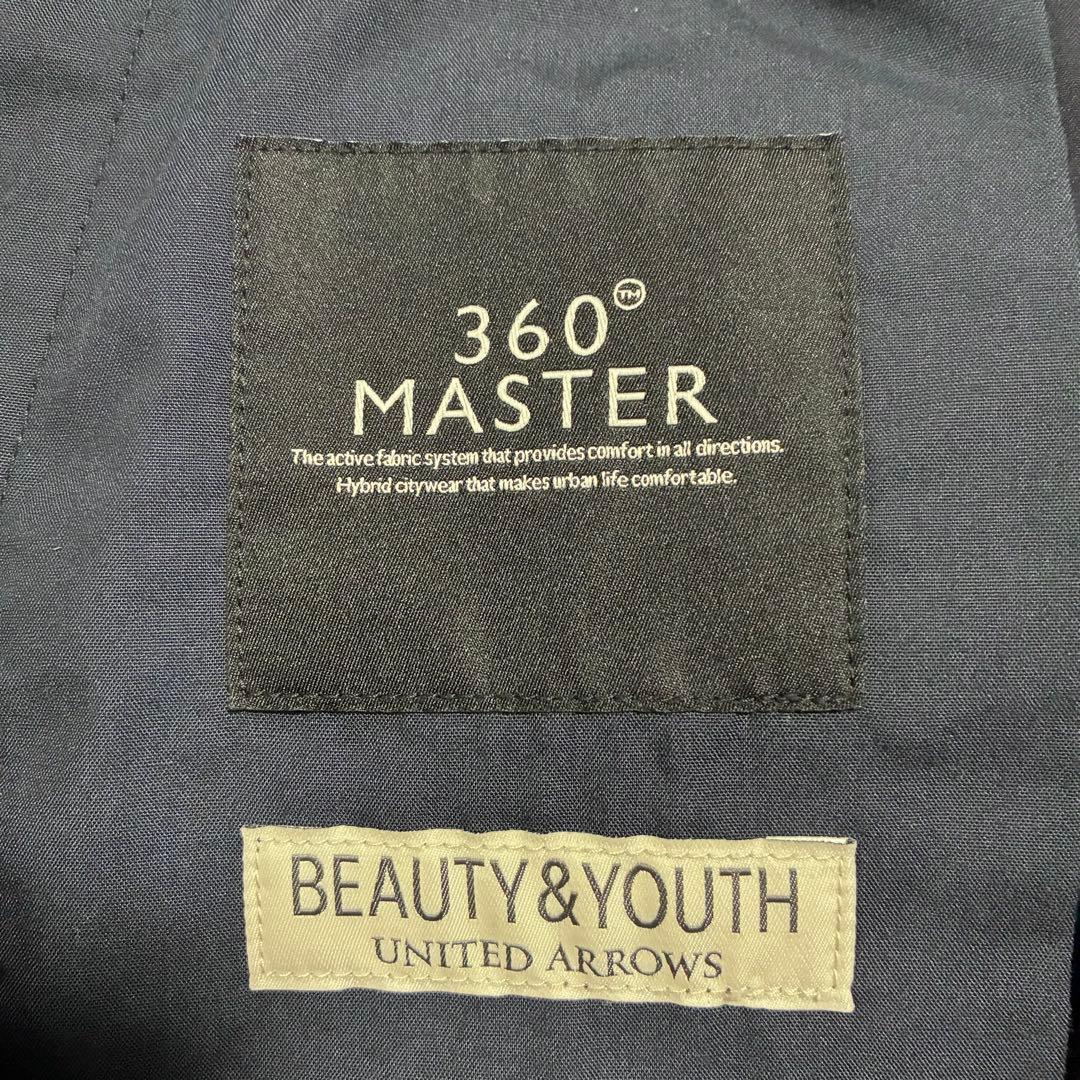 360°™
MASTER
The active fabric system that provides comfort in all directions.
Hybrid citywear that makes urban life comfortable.
BEAUTY&YOUTH
UNITED ARROWS